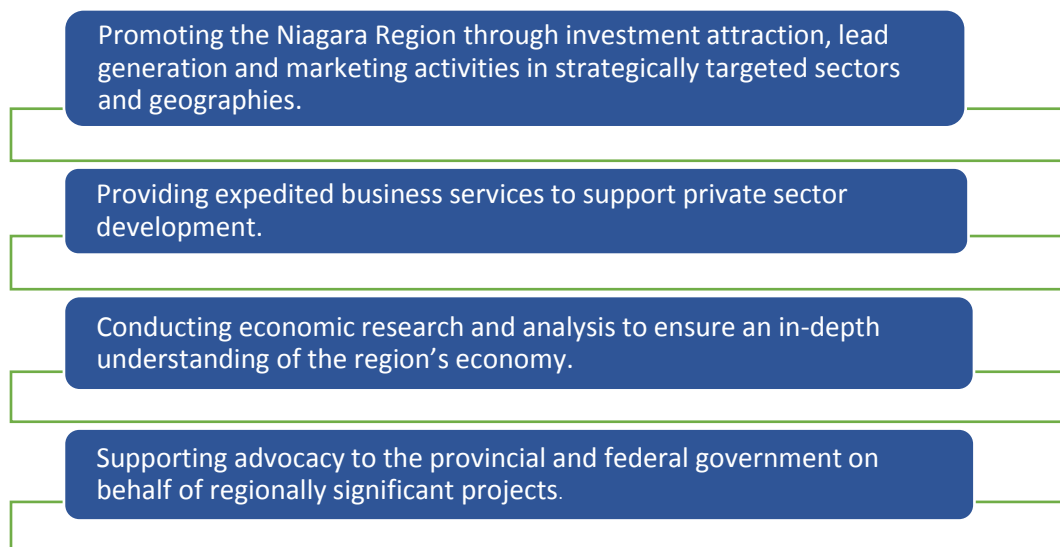 Promoting the Niagara Region through investment attraction, lead
generation and marketing activities in strategically targeted sectors
and geographies.
Providing expedited business services to support private sector
development.
Conducting economic research and analysis to ensure an in-depth
understanding of the region’s economy.
Supporting advocacy to the provincial and federal government on
behalf of regionally significant projects.